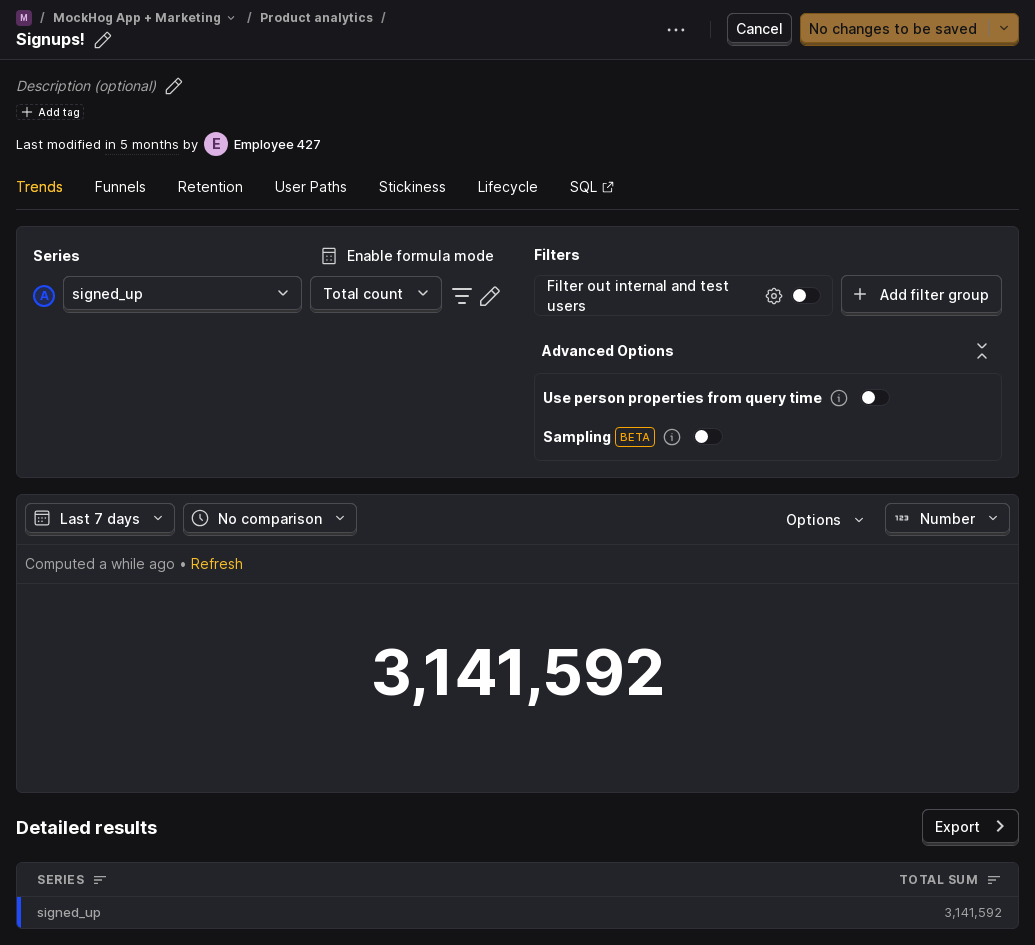 M / MockHog App + Marketing / Product analytics /
Signups!
Cancel
No changes to be saved
Description (optional)
Add tag
Last modified in 5 months by E Employee 427
Trends Funnels Retention User Paths Stickiness Lifecycle SQL
Series
Enable formula mode
A signed_up Total count
Filters
Filter out internal and test
users
Add filter group
Advanced Options
Use person properties from query time
Sampling BETA
Last 7 days No comparison Options 123 Number
Computed a while ago • Refresh
3,141,592
Detailed results
Export
SERIES TOTAL SUM
signed_up 3,141,592